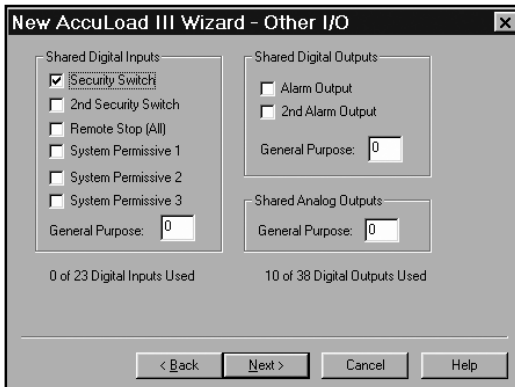 New AccuLoad III Wizard - Other I/O
Shared Digital Inputs
Security Switch
2nd Security Switch
Remote Stop (All)
System Permissive 1
System Permissive 2
System Permissive 3
General Purpose: 0
0 of 23 Digital Inputs Used
Shared Digital Outputs
Alarm Output
2nd Alarm Output
General Purpose: 0
Shared Analog Outputs
General Purpose: 0
10 of 38 Digital Outputs Used
< Back
Next >
Cancel
Help